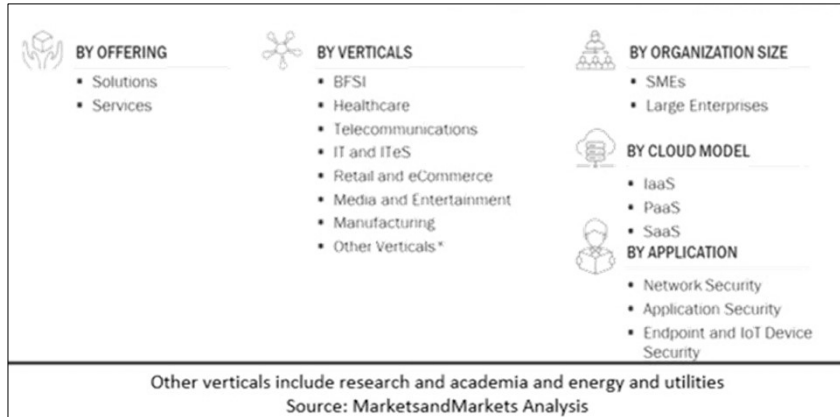 BY OFFERING
▪ Solutions
▪ Services
BY VERTICALS
▪ BFSI
▪ Healthcare
▪ Telecommunications
▪ IT and ITeS
▪ Retail and eCommerce
▪ Media and Entertainment
▪ Manufacturing
▪ Other Verticals*
BY ORGANIZATION SIZE
▪ SMEs
▪ Large Enterprises
BY CLOUD MODEL
▪ IaaS
▪ PaaS
▪ SaaS
BY APPLICATION
▪ Network Security
▪ Application Security
▪ Endpoint and IoT Device
Security
Other verticals include research and academia and energy and utilities
Source: MarketsandMarkets Analysis